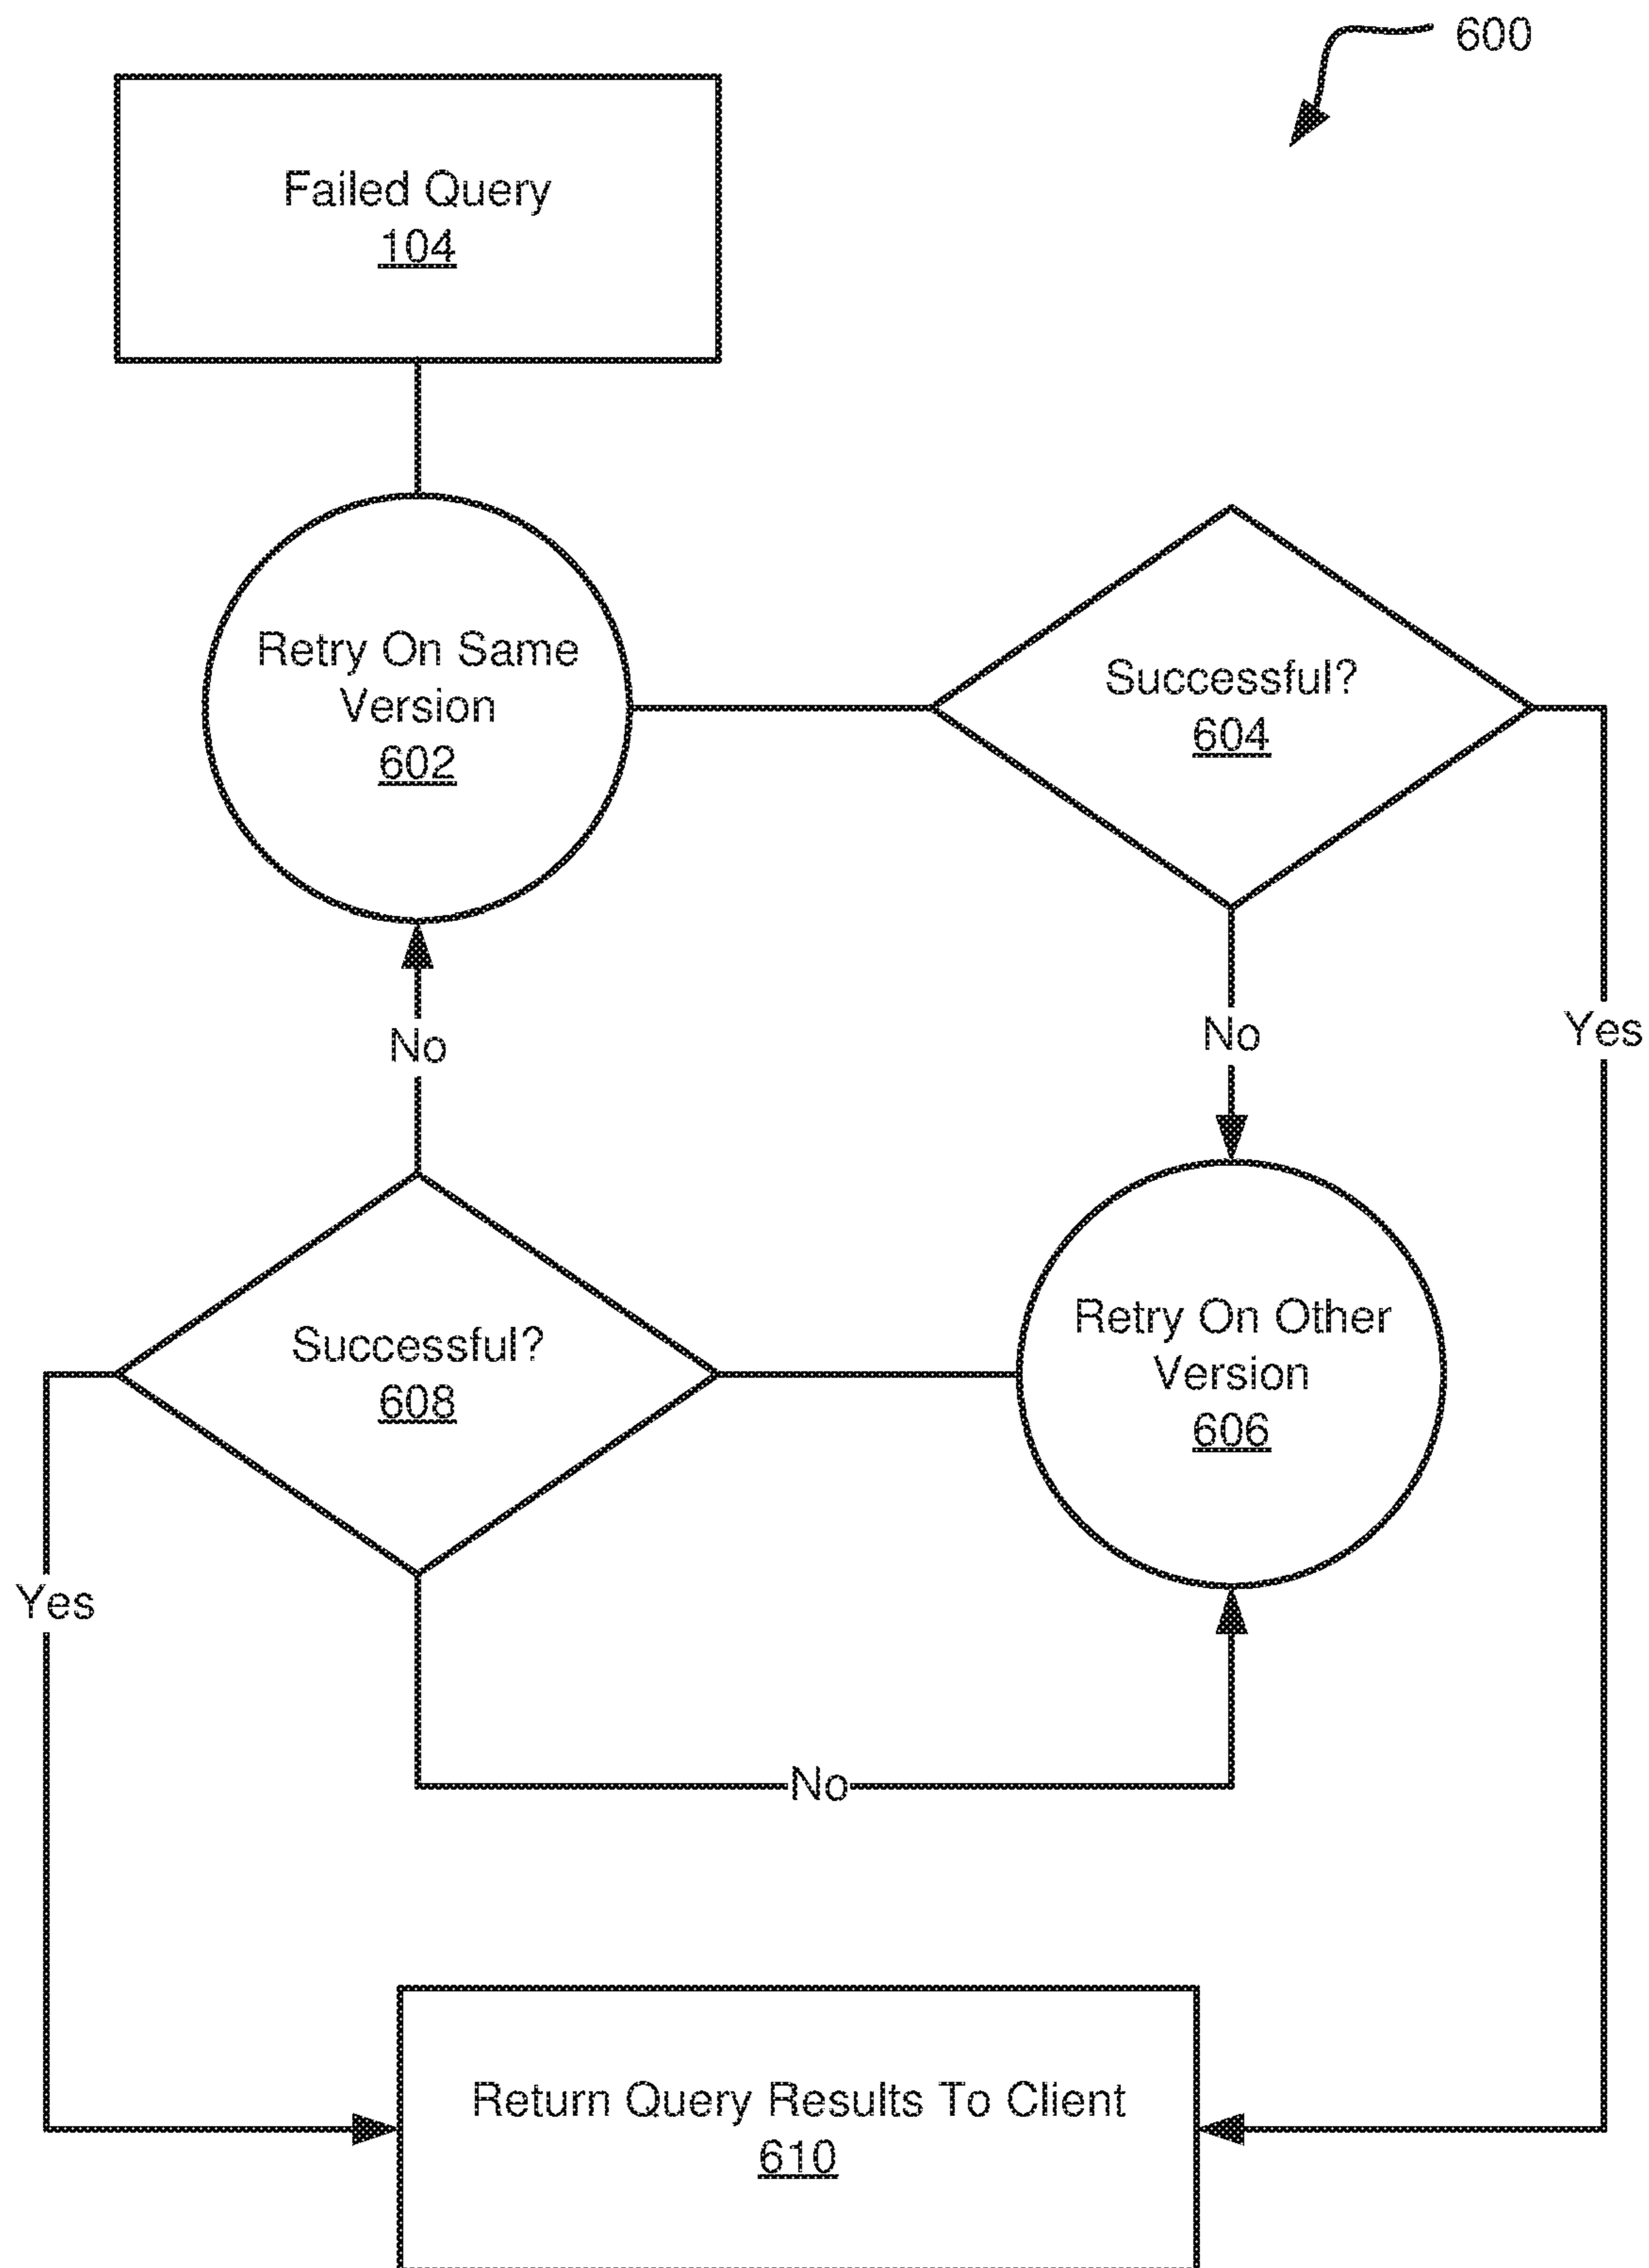 600
Failed Query
104
Retry On Same
Version
602
Successful?
604
No
No
Yes
Successful?
608
Retry On Other
Version
606
Yes
No
Return Query Results To Client
610